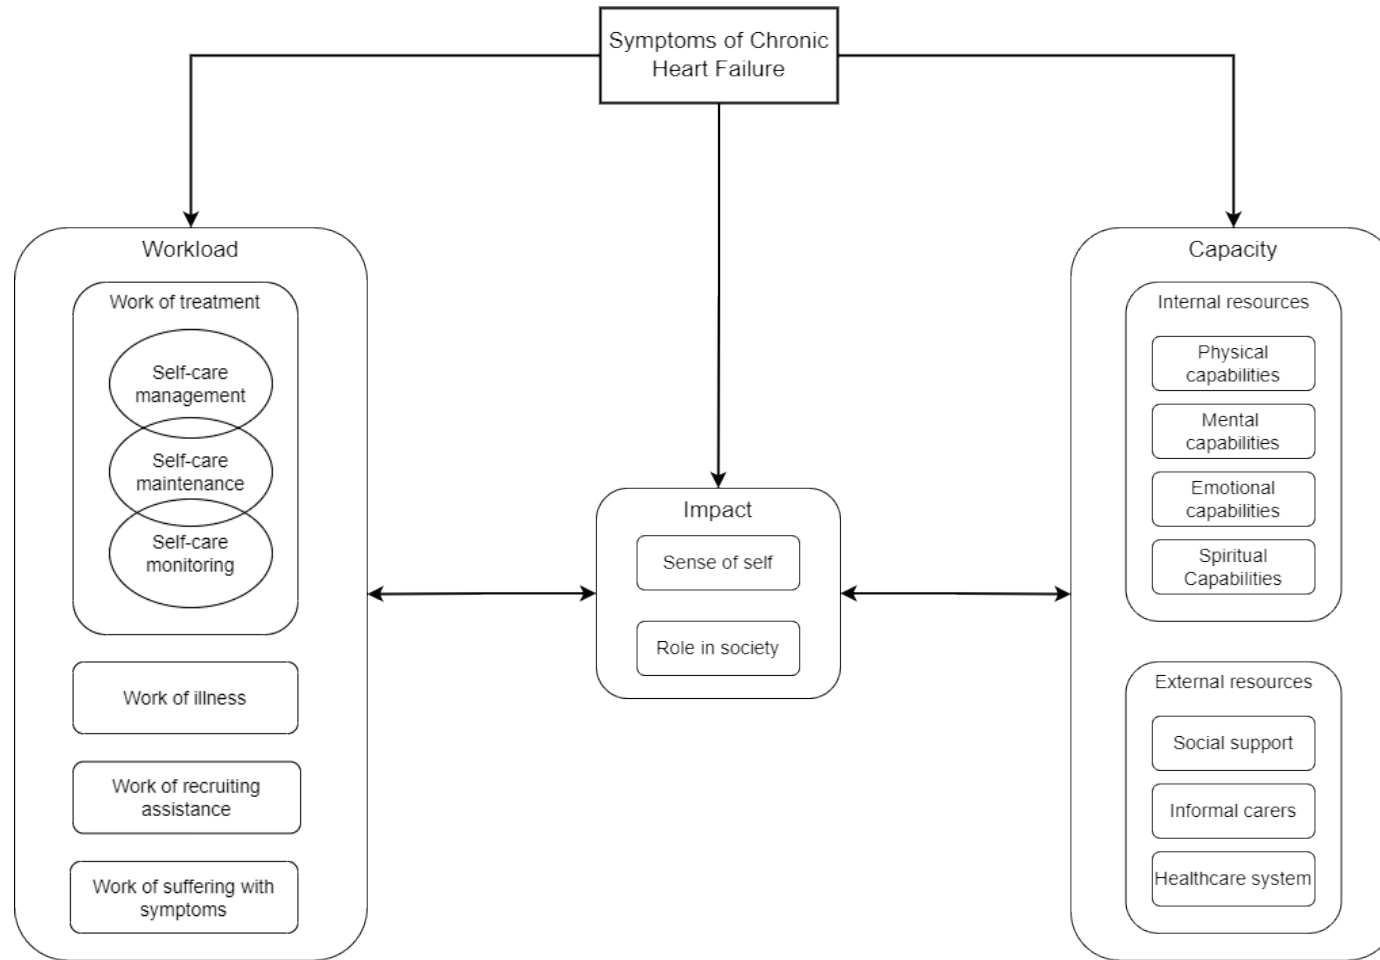 Symptoms of Chronic
Heart Failure
Workload
Work of treatment
Self-care
management
Self-care
maintenance
Self-care
monitoring
Work of illness
Work of recruiting
assistance
Work of suffering with
symptoms
Impact
Sense of self
Role in society
Capacity
Internal resources
Physical
capabilities
Mental
capabilities
Emotional
capabilities
Spiritual
Capabilities
External resources
Social support
Informal carers
Healthcare system